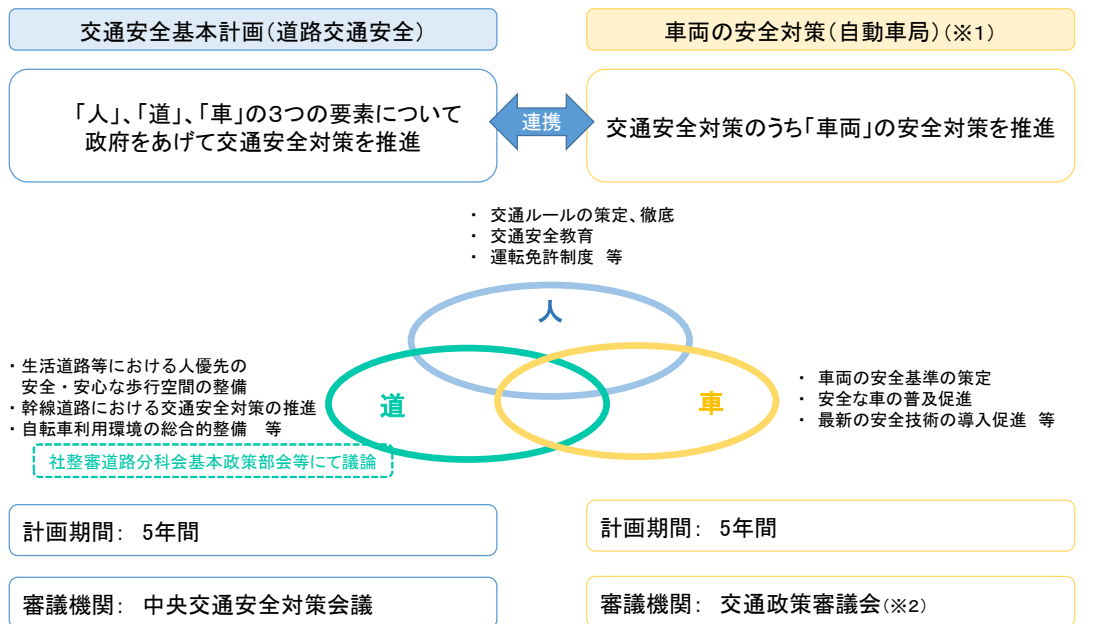 交通安全基本計画(道路交通安全)
車両の安全対策(自動車局)(※1)
「人」、「道」、「車」の3つの要素について
政府をあげて交通安全対策を推進
連携
交通安全対策のうち「車両」の安全対策を推進
・ 交通ルールの策定、徹底
・ 交通安全教育
・ 運転免許制度 等
人
・生活道路等における人優先の
安全・安心な歩行空間の整備
・幹線道路における交通安全対策の推進
・自転車利用環境の総合的整備 等
社整審道路分科会基本政策部会等にて議論
道
車
・ 車両の安全基準の策定
・ 安全な車の普及促進
・ 最新の安全技術の導入促進 等
計画期間: 5年間
計画期間: 5年間
審議機関: 中央交通安全対策会議
審議機関: 交通政策審議会(※2)